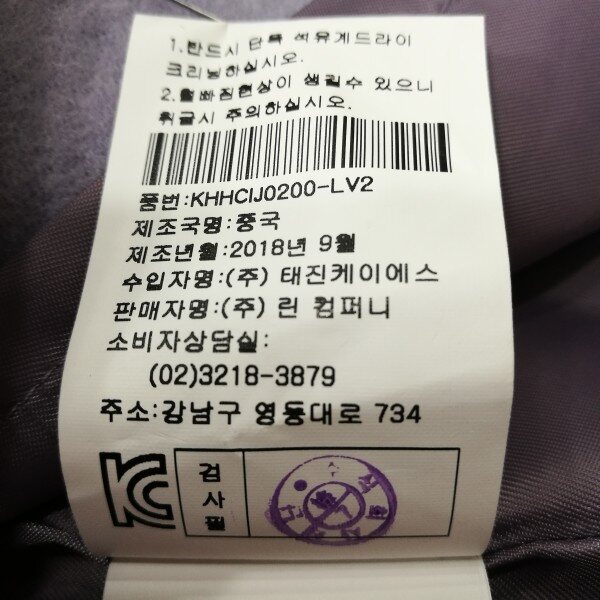 1.반드시 단독 석유계드라이
크리닝하실시오.
2.털빠짐현상이 생길수 있으니
취급시 주의하십시오.
품번:KHHCIJ0200-LV2
제조국명:중국
제조년월:2018년 9월
수입자명:(주) 태진케이에스
판매자명:(주) 린 컴퍼니
소비자상담실:
(02)3218-3879
주소:강남구 영동대로 734
KC 검사필